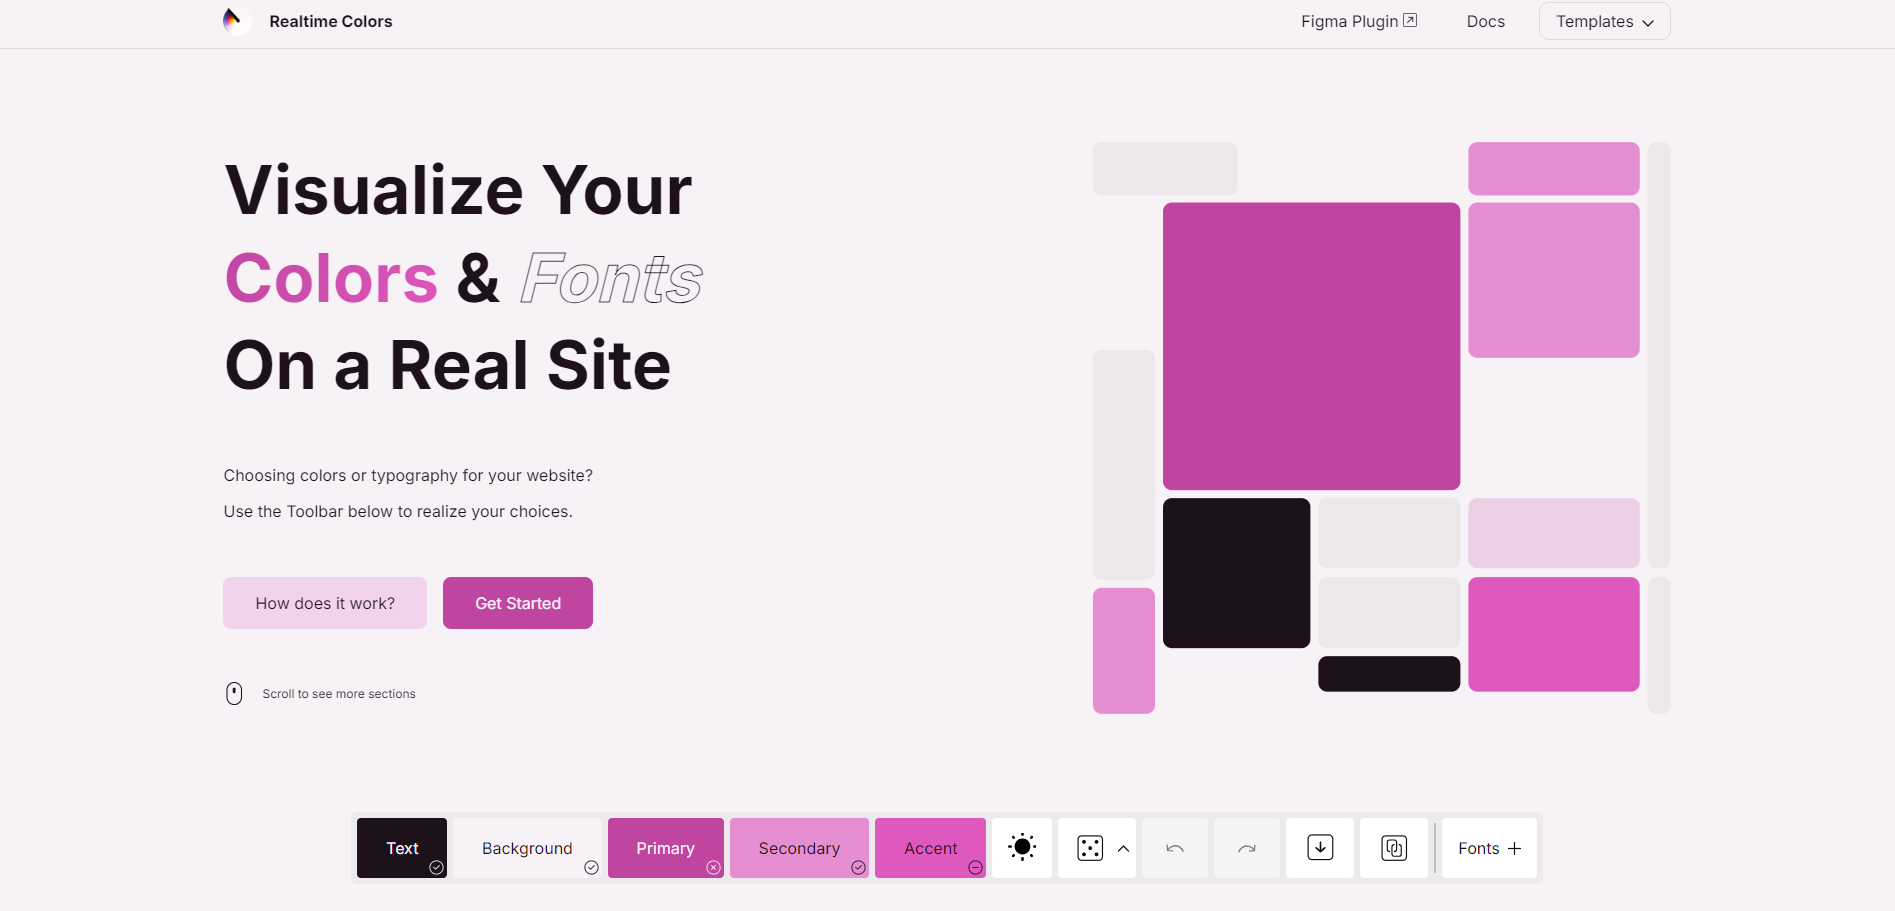 Realtime Colors
Figma Plugin
Docs
Templates
Visualize Your
Colors & Fonts
On a Real Site
Choosing colors or typography for your website?
Use the Toolbar below to realize your choices.
How does it work?
Get Started
Scroll to see more sections
Text
Background
Primary
Secondary
Accent
Fonts